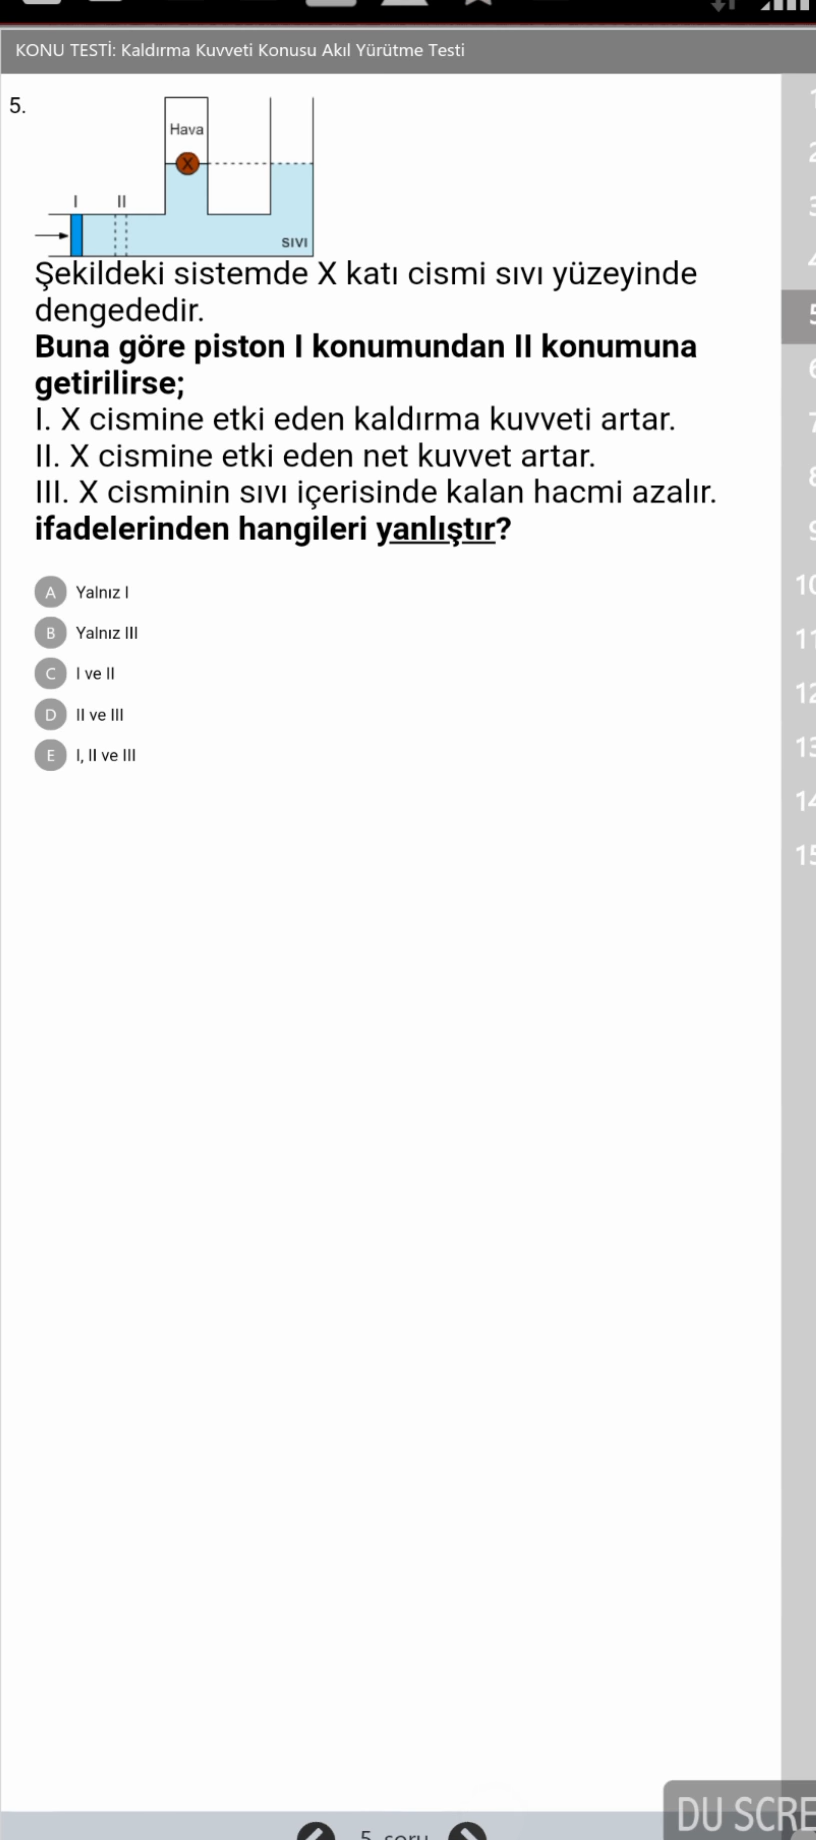 KONU TESTİ: Kaldırma Kuvveti Konusu Akıl Yürütme Testi
5.
Hava
X
I II
SIVI
Şekildeki sistemde X katı cismi sıvı yüzeyinde
dengededir.
Buna göre piston I konumundan II konumuna
getirilirse;
I. X cismine etki eden kaldırma kuvveti artar.
II. X cismine etki eden net kuvvet artar.
III. X cisminin sıvı içerisinde kalan hacmi azalır.
ifadelerinden hangileri yanlıştır?
A Yalnız I
B Yalnız III
C I ve II
D II ve III
E I, II ve III
5
11
12
13
14
15
5. soru
DU SCRE